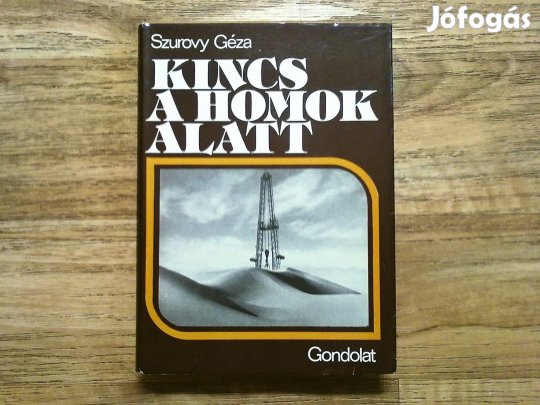 Jófogás
Szurovy Géza
KINCS
A HOMOK
ALATT
Gondolat